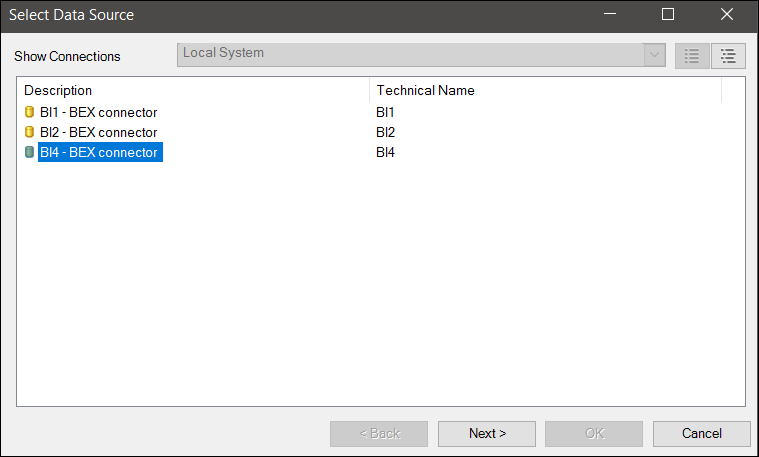 Select Data Source
Show Connections Local System
Description Technical Name
BI1 - BEX connector BI1
BI2 - BEX connector BI2
BI4 - BEX connector BI4
< Back Next > OK Cancel